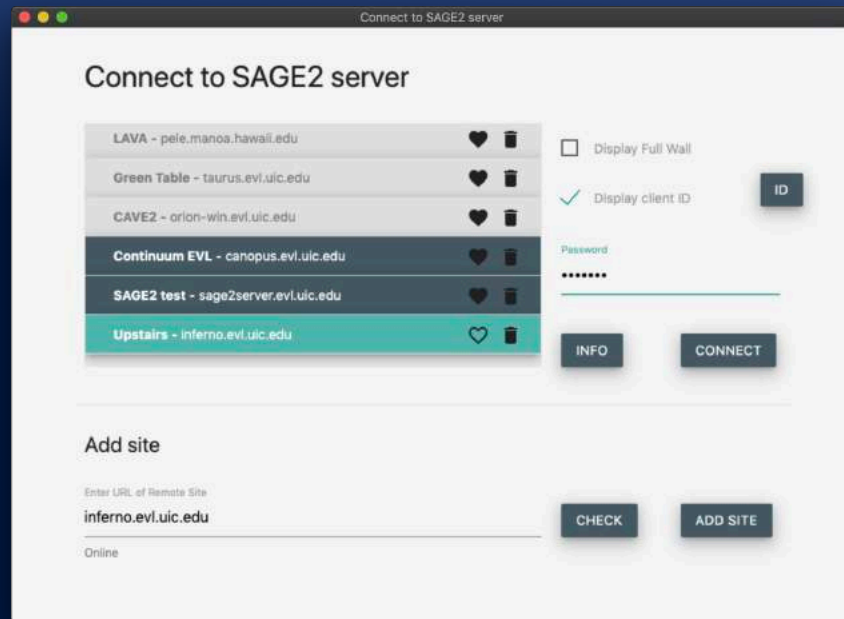 Connect to SAGE2 server
Connect to SAGE2 server
LAVA - pele.manoa.hawaii.edu
Green Table - taurus.evl.uic.edu
CAVE2 - orion-win.evl.uic.edu
Continuum EVL - canopus.evl.uic.edu
SAGE2 test - sage2server.evl.uic.edu
Upstairs - inferno.evl.uic.edu
Display Full Wall
Display client ID
ID
Password
•••••••
INFO
CONNECT
Add site
Enter URL of Remote Site
inferno.evl.uic.edu
Online
CHECK
ADD SITE